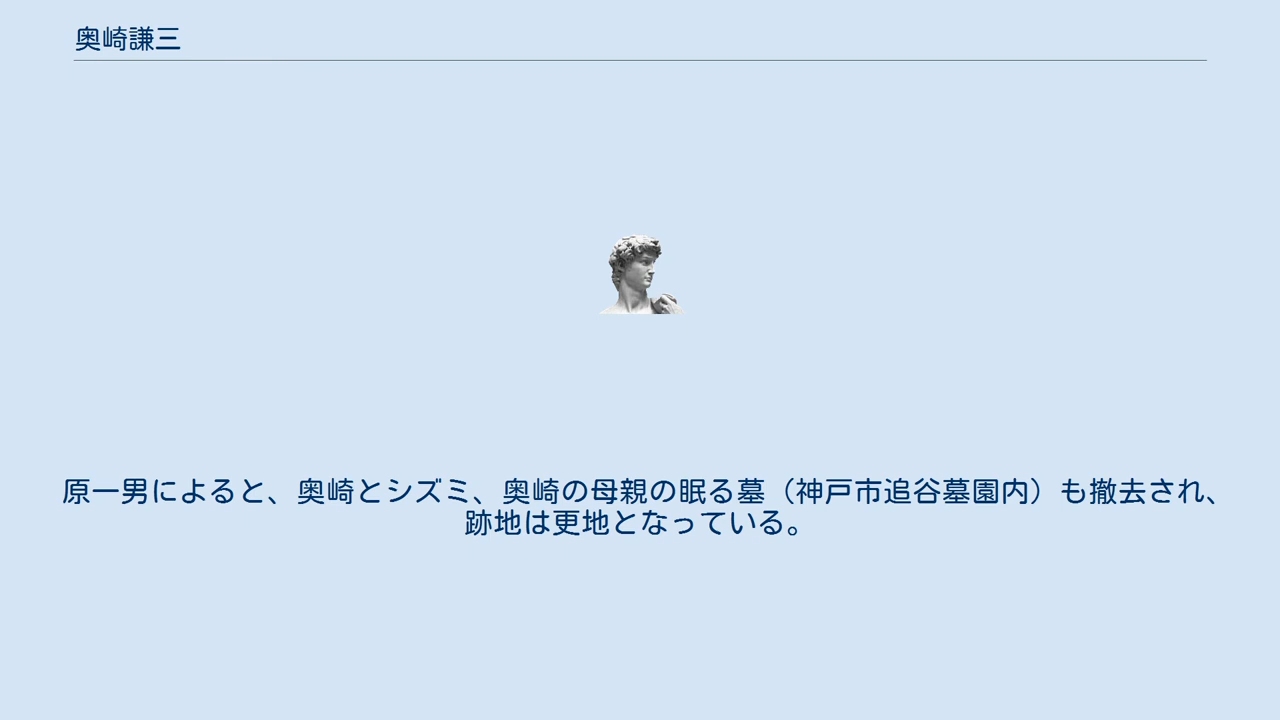 奥崎謙三
原一男によると、奥崎とシズミ、奥崎の母親の眠る墓（神戸市追谷墓園内）も撤去され、
跡地は更地となっている。